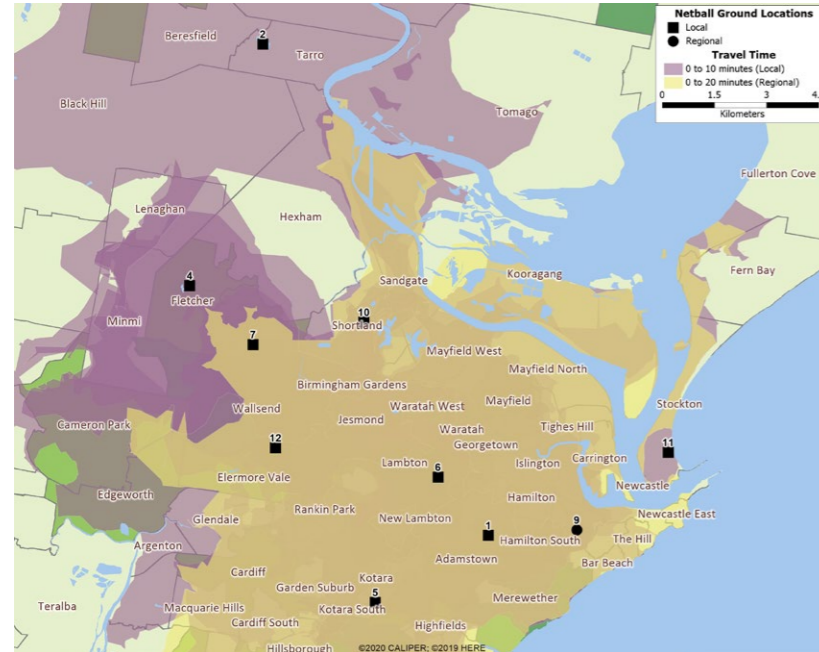 Netball Ground Locations
Local
Regional
Travel Time
0 to 10 minutes (Local)
0 to 20 minutes (Regional)
0 1.5 3 4.
Kilometers
2
Beresfield
Tarro
Black Hill
Tomago
Fullerton Cove
Lenaghan
Hexham
Fern Bay
4
Fletcher
Sandgate
Kooragang
Minmi
10
Shortland
7
Mayfield West
Mayfield North
Birmingham Gardens
Stockton
Wallsend
Jesmond
Waratah West
Mayfield
Cameron Park
Waratah
Tighes Hill
12
Georgetown
11
Lambton
Islington
Carrington
Elermore Vale
6
Newcastle
Edgeworth
Hamilton
Rankin Park
New Lambton
Newcastle East
Glendale
1
9
Hamilton South
The Hill
Argenton
Adamstown
Bar Beach
Cardiff
Kotara
Garden Suburb
5
Merewether
Teralba
Macquarie Hills
Kotara South
Cardiff South
Highfields
Hillsborough
©2020 CALIPER; ©2019 HERE